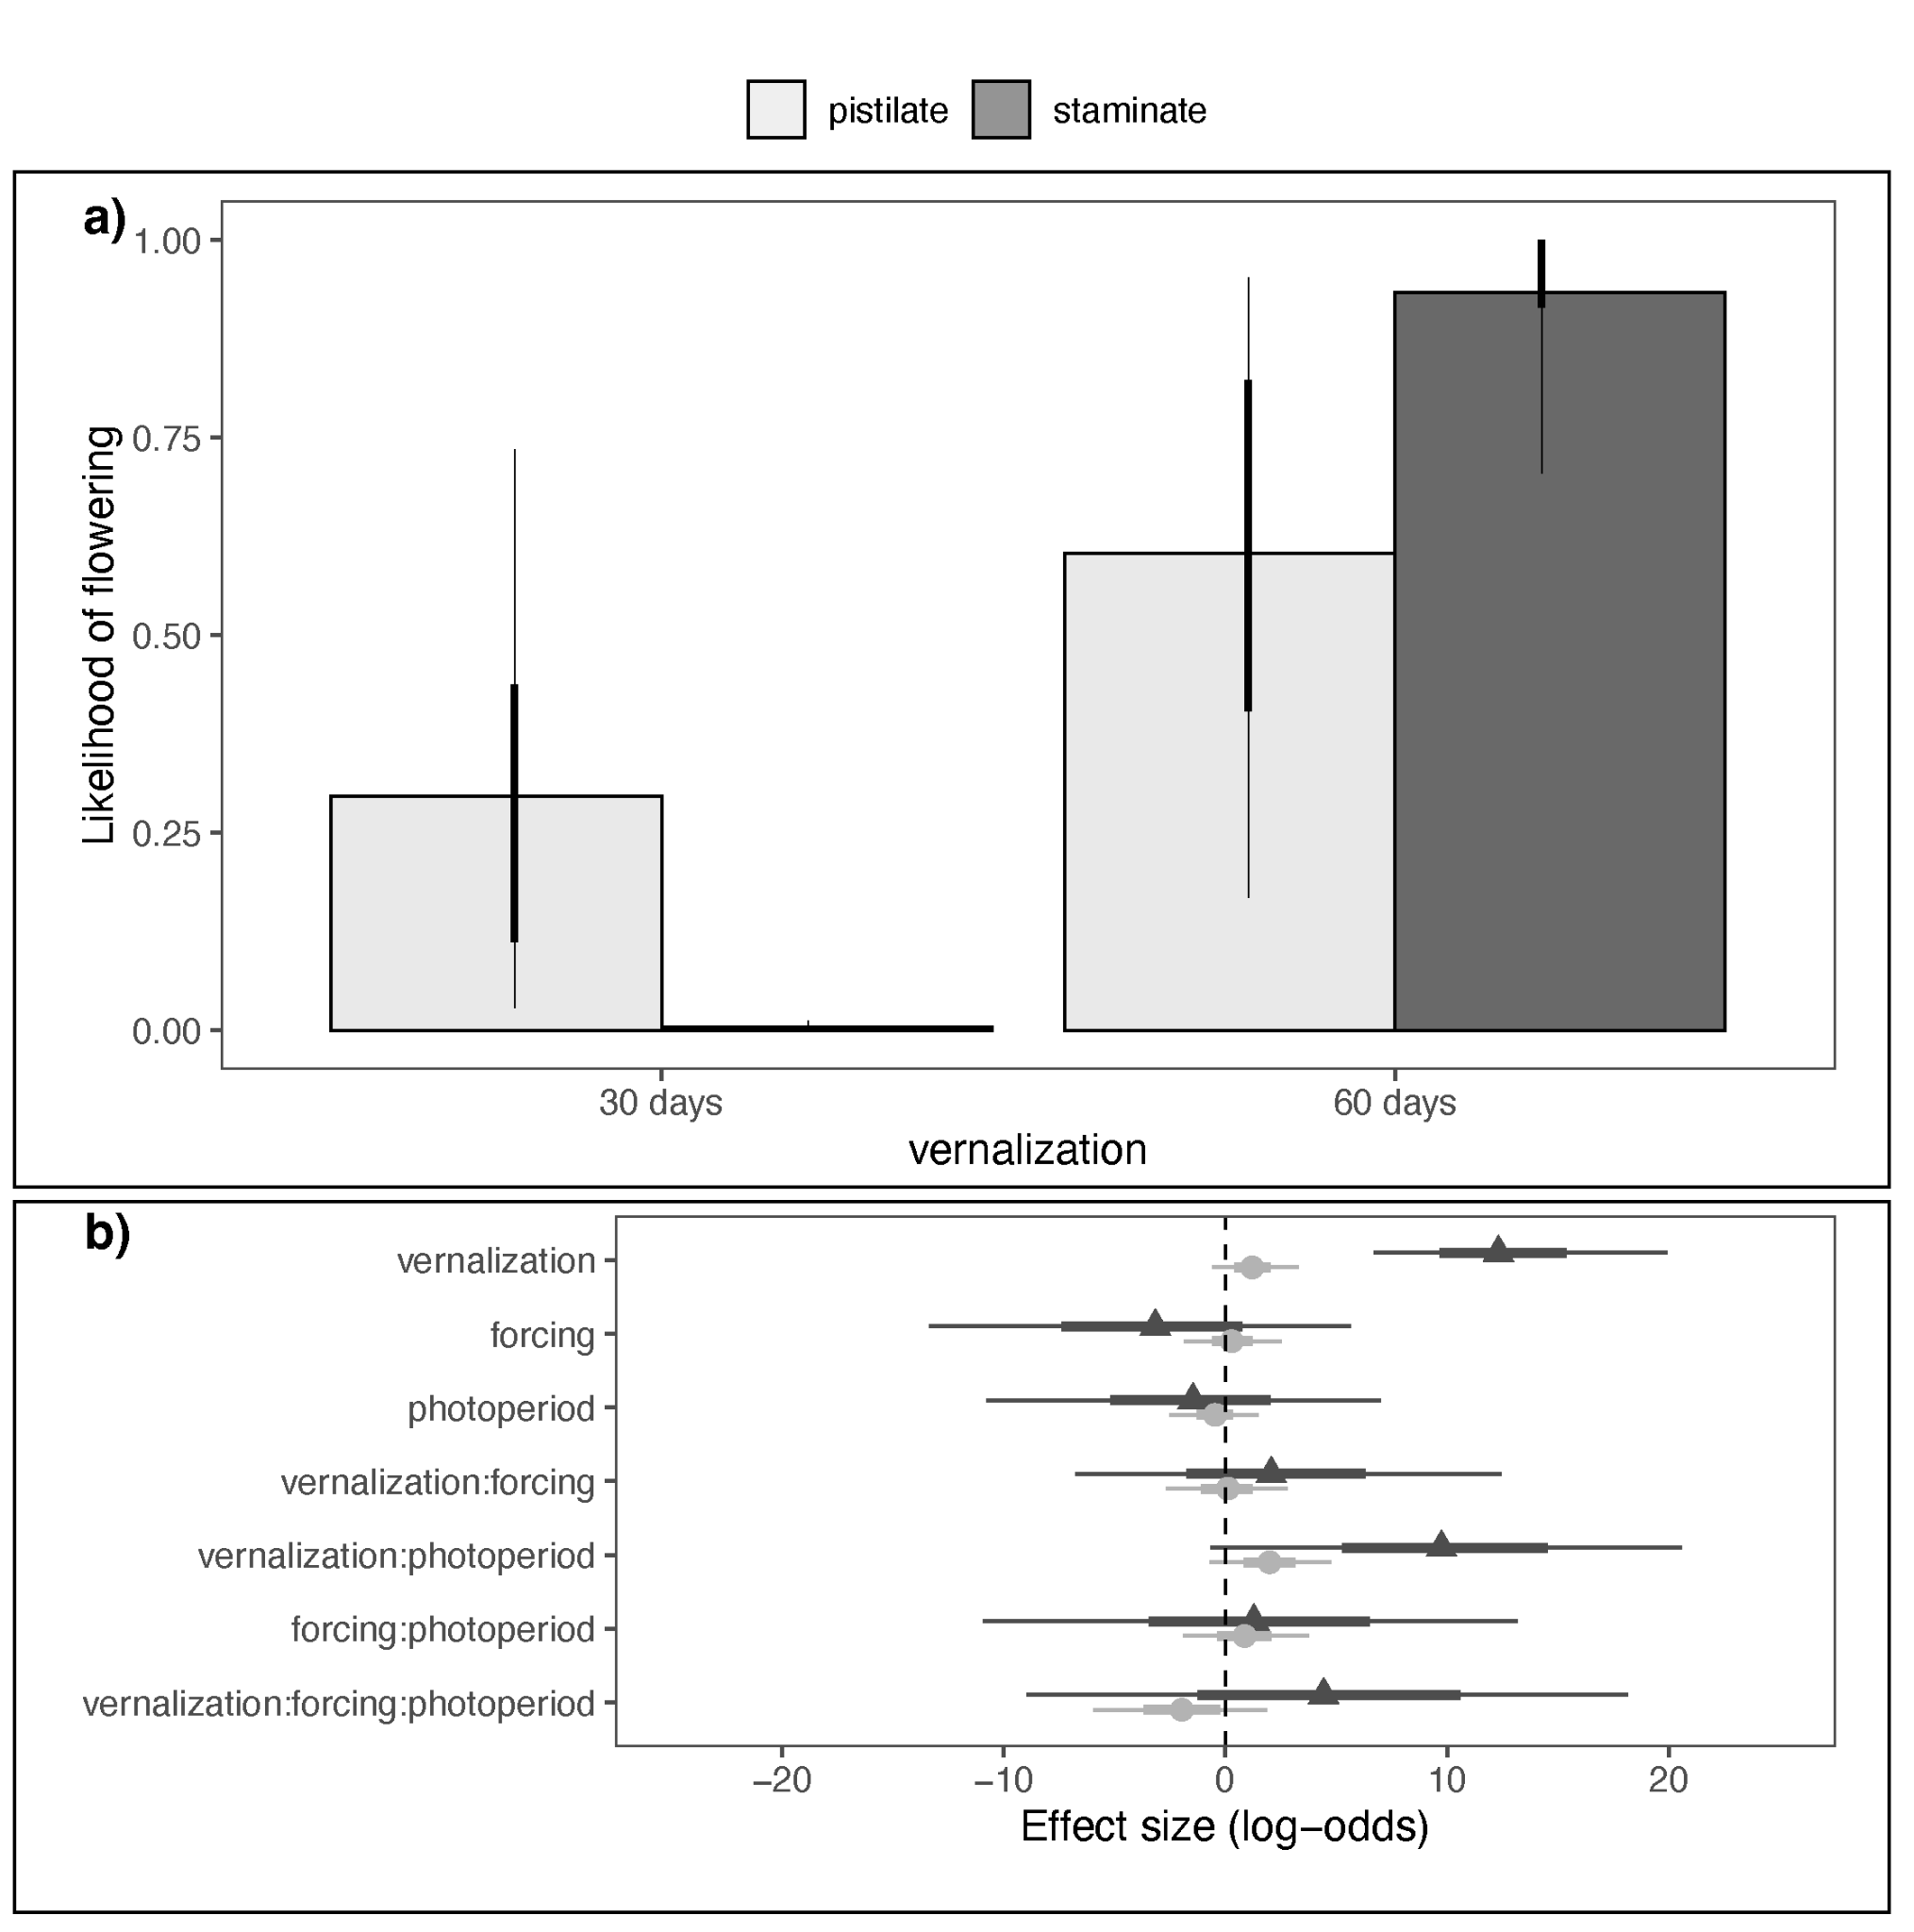 pistilate staminate
a)
Likelihood of flowering
1.00
0.75
0.50
0.25
0.00
30 days 60 days
vernalization
b)
vernalization
forcing
photoperiod
vernalization:forcing
vernalization:photoperiod
forcing:photoperiod
vernalization:forcing:photoperiod
−20 −10 0 10 20
Effect size (log−odds)